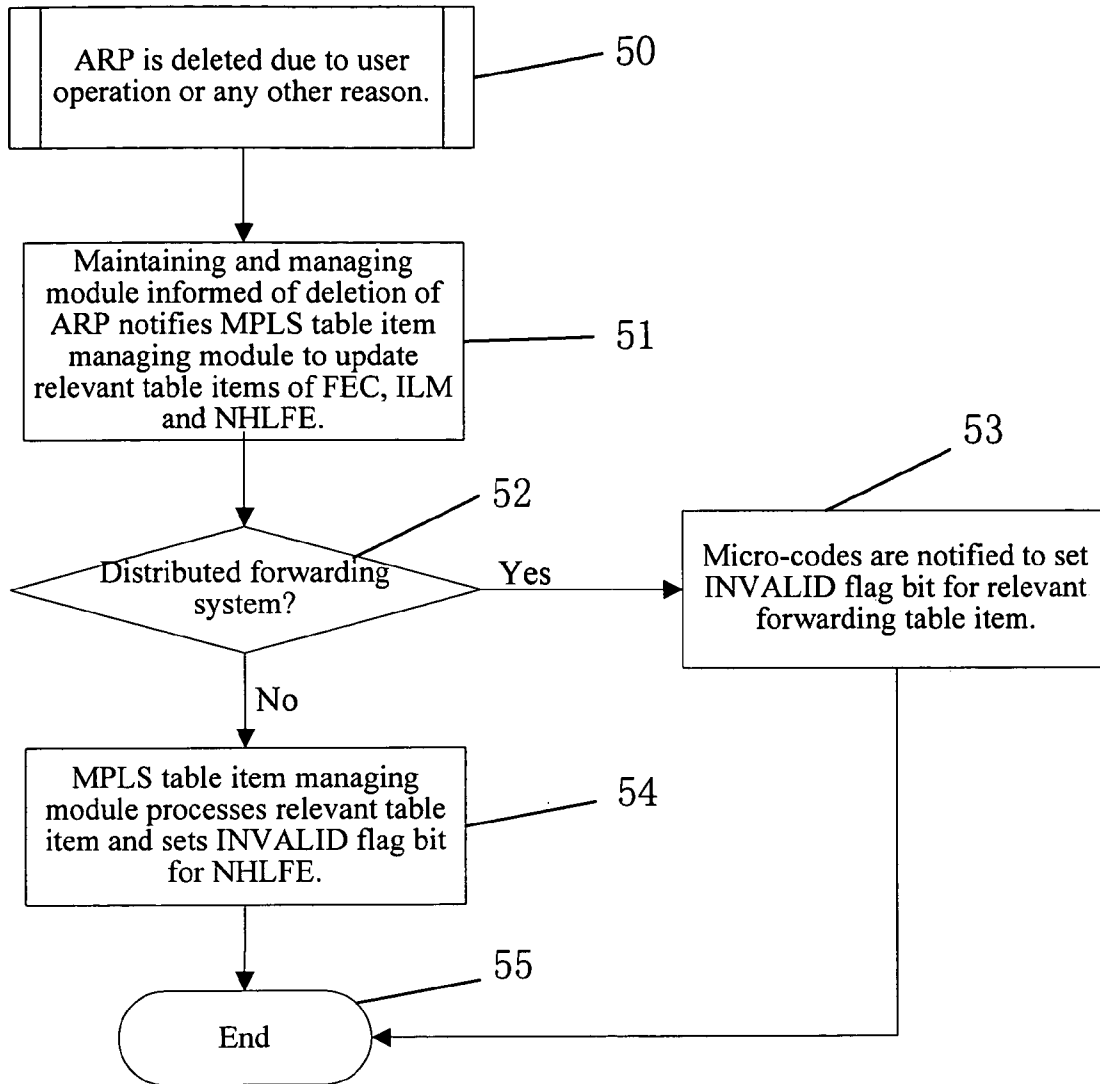 ARP is deleted due to user
operation or any other reason.
50
Maintaining and managing
module informed of deletion of
ARP notifies MPLS table item
managing module to update
relevant table items of FEC, ILM
and NHLFE.
51
52
Distributed forwarding
system?
Yes
53
Micro-codes are notified to set
INVALID flag bit for relevant
forwarding table item.
No
MPLS table item managing
module processes relevant table
item and sets INVALID flag bit
for NHLFE.
54
55
End